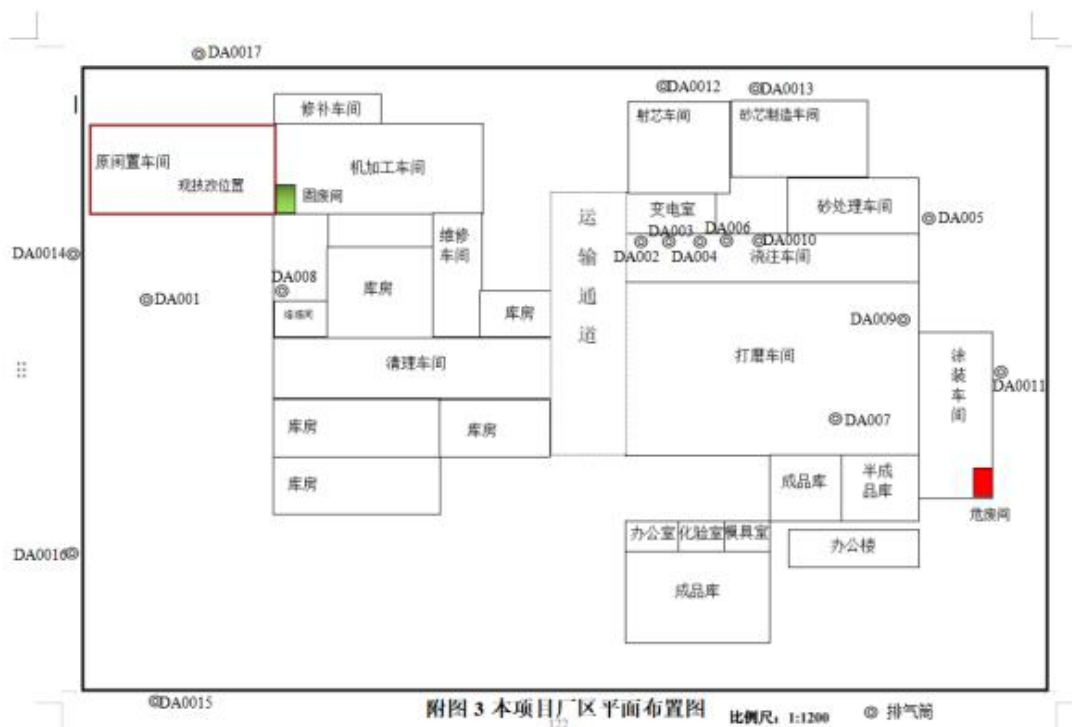 DA0017
DA0012
DA0013
修补车间
射芯车间
砂芯制造车间
原闲置车间
机加工车间
现技改位置
固废间
变电室
砂处理车间
DA005
运输通道
维修车间
DA003
DA006
DA002
DA004
DA0010
浇注车间
DA0014
DA008
库房
DA001
库房
DA009
打磨车间
涂装车间
清理车间
DA0011
DA007
库房
库房
库房
成品库
半成品库
危废间
办公室
化验室
模具室
办公楼
DA0016
成品库
DA0015
附图 3 本项目厂区平面布置图
122
比例尺：1:1200
排气筒